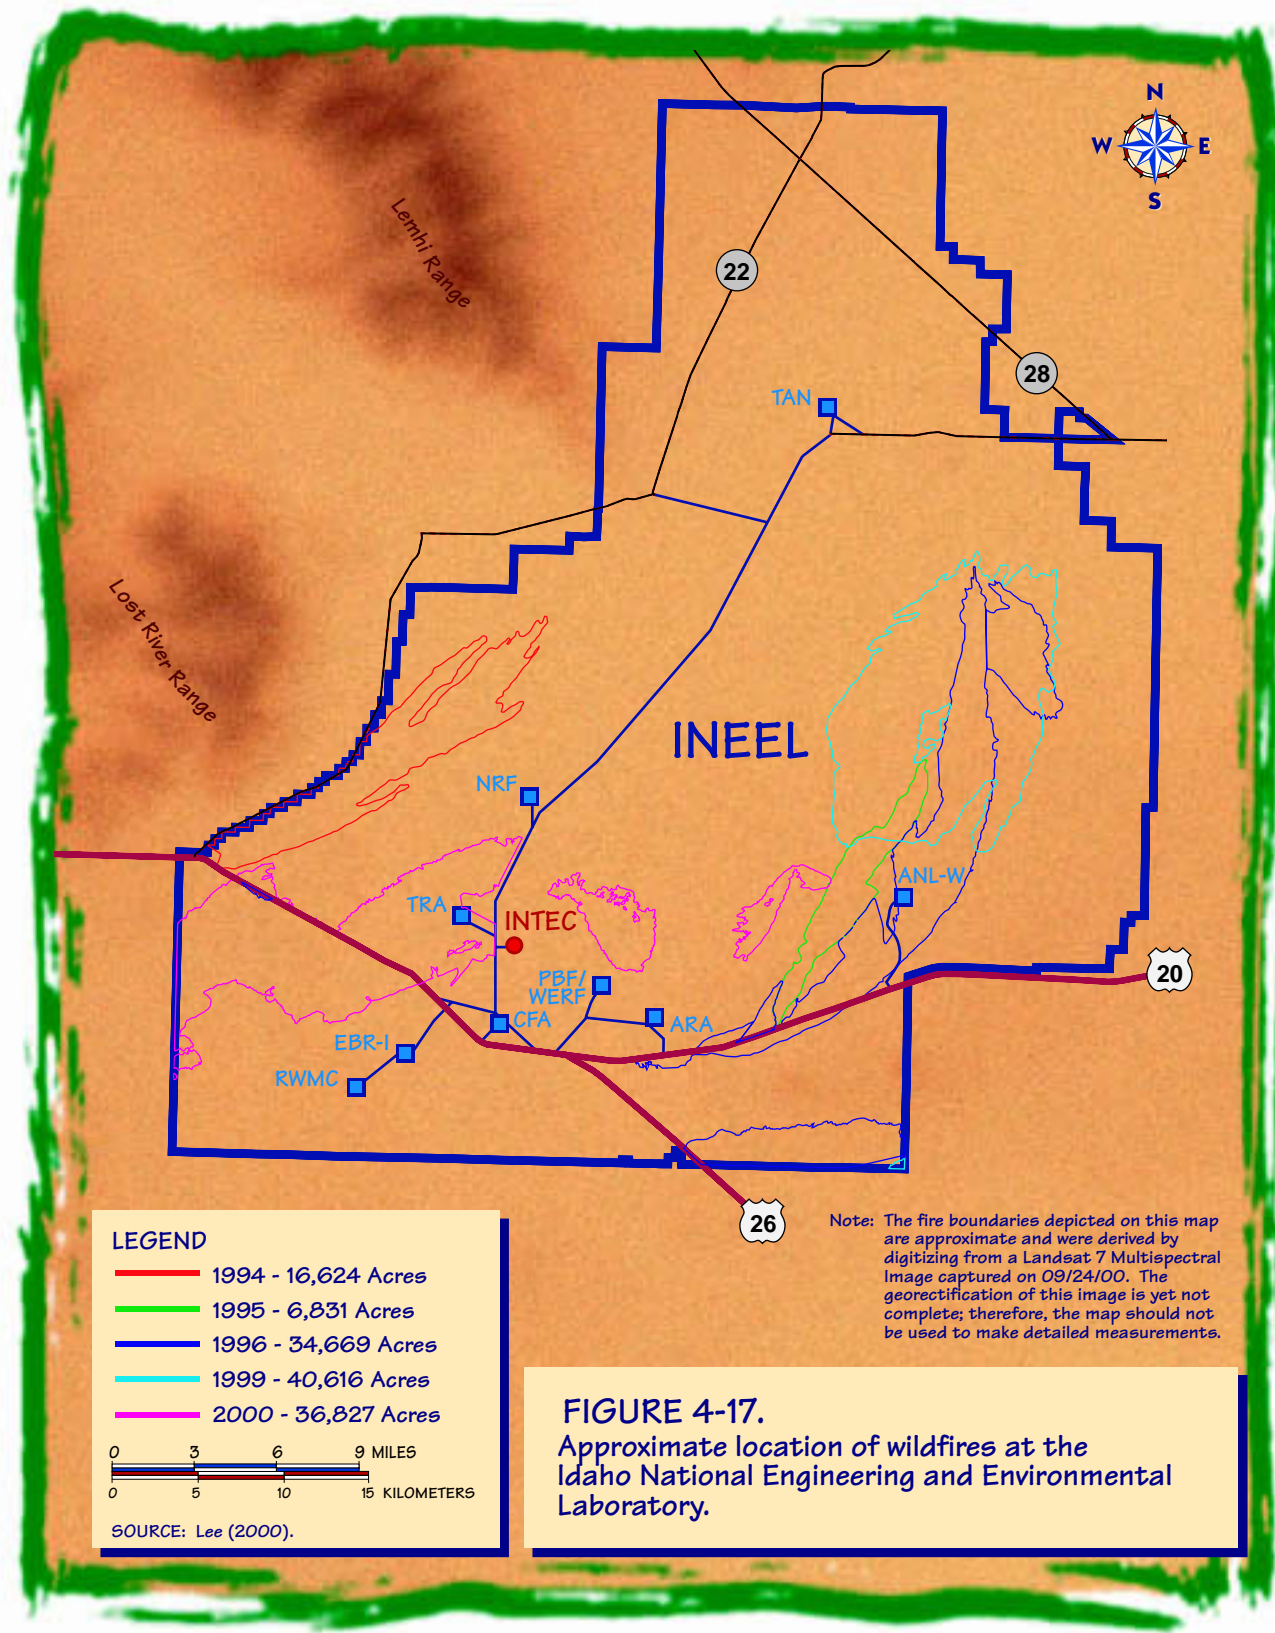 N
W E
S
Lemhi Range
22
28
TAN
Lost River Range
INEEL
NRF
ANL-W
TRA
INTEC
PBF/
WERF
20
CFA
ARA
EBR-I
RWMC
26
Note: The fire boundaries depicted on this map
are approximate and were derived by
digitizing from a Landsat 7 Multispectral
Image captured on 09/24/00. The
georectification of this image is yet not
complete; therefore, the map should not
be used to make detailed measurements.
LEGEND
1994 - 16,624 Acres
1995 - 6,831 Acres
1996 - 34,669 Acres
1999 - 40,616 Acres
2000 - 36,827 Acres
0 3 6 9 MILES
0 5 10 15 KILOMETERS
SOURCE: Lee (2000).
FIGURE 4-17.
Approximate location of wildfires at the
Idaho National Engineering and Environmental
Laboratory.